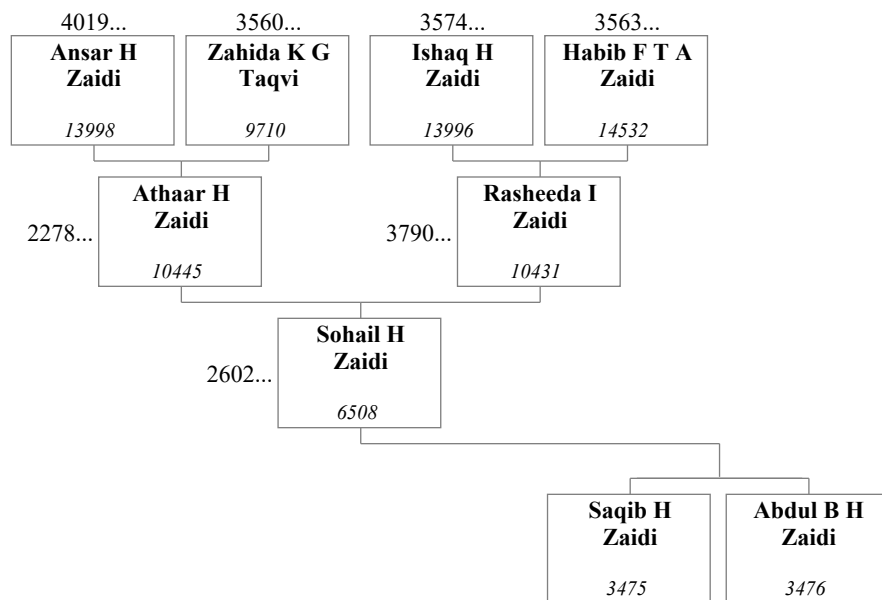 4019... 3560... 3574... 3563...
Ansar H Zahida K G Ishaq H Habib F T A
Zaidi Taqvi Zaidi Zaidi
13998 9710 13996 14532
Athaar H Rasheeda I
Zaidi Zaidi
2278... 3790...
10445 10431
Sohail H
Zaidi
2602...
6508
Saqib H Abdul B H
Zaidi Zaidi
3475 3476